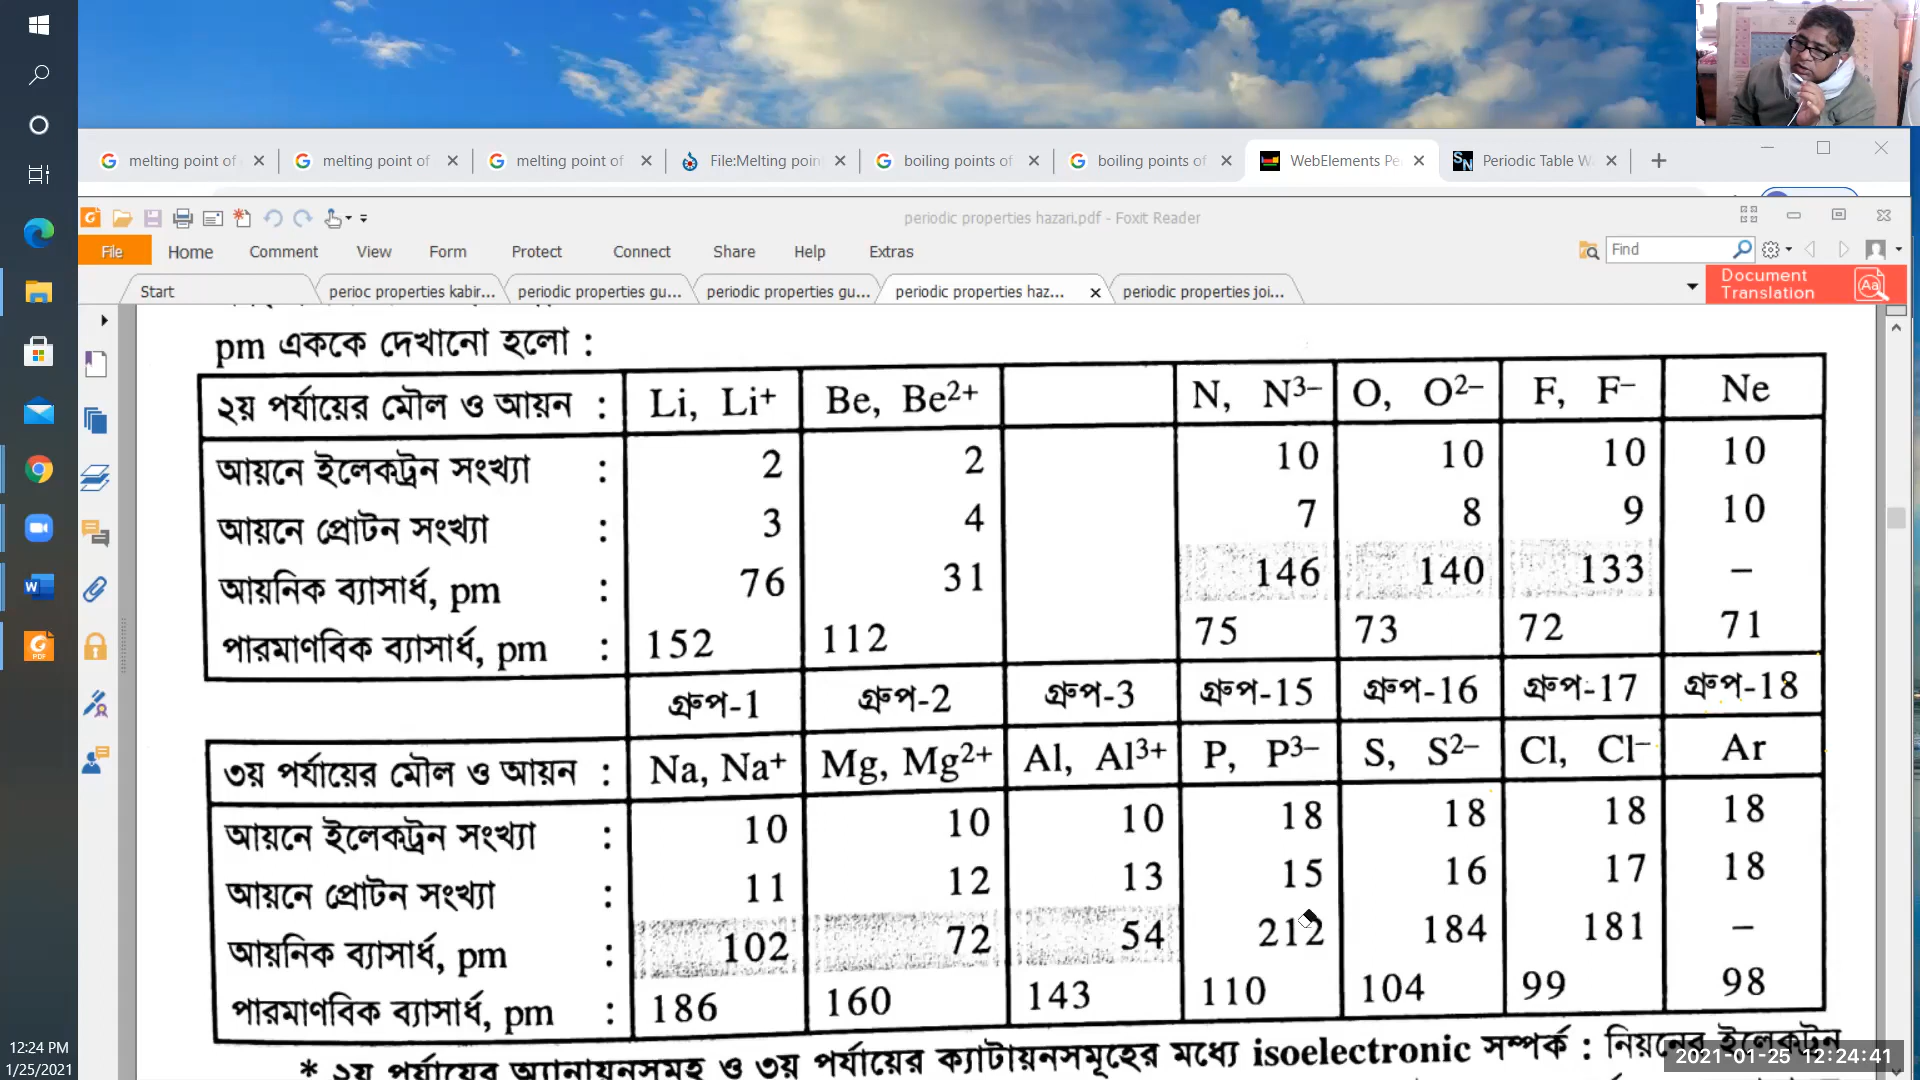 melting point of
melting point of
melting point of
File:Melting poin
boiling points of
boiling points of
WebElements Pe
Periodic Table W
periodic properties hazari.pdf - Foxit Reader
File Home Comment View Form Protect Connect Share Help Extras
Find
Start
perioc properties kabir...
periodic properties gu...
periodic properties gu...
periodic properties haz...
periodic properties joi...
Document
Translation
pm এককে দেখানো হলো :
২য় পর্যায়ের মৌল ও আয়ন : Li, Li⁺ Be, Be²⁺ N, N³⁻ O, O²⁻ F, F⁻ Ne
আয়নে ইলেকট্রন সংখ্যা : 2 2 10 10 10 10
আয়নে প্রোটন সংখ্যা : 3 4 7 8 9 10
আয়নিক ব্যাসার্ধ, pm : 76 31 146 140 133 –
পারমাণবিক ব্যাসার্ধ, pm : 152 112 75 73 72 71
গ্রুপ-1 গ্রুপ-2 গ্রুপ-3 গ্রুপ-15 গ্রুপ-16 গ্রুপ-17 গ্রুপ-18
৩য় পর্যায়ের মৌল ও আয়ন : Na, Na⁺ Mg, Mg²⁺ Al, Al³⁺ P, P³⁻ S, S²⁻ Cl, Cl⁻ Ar
আয়নে ইলেকট্রন সংখ্যা : 10 10 10 18 18 18 18
আয়নে প্রোটন সংখ্যা : 11 12 13 15 16 17 18
আয়নিক ব্যাসার্ধ, pm : 102 72 54 212 184 181 –
পারমাণবিক ব্যাসার্ধ, pm : 186 160 143 110 104 99 98
* ২য় পর্যায়ের অ্যানায়নসমূহ ও ৩য় পর্যায়ের ক্যাটায়নসমূহের মধ্যে isoelectronic সম্পর্ক : নিয়নের ইলেকট্রন
2021-01-25 12:24:41
12:24 PM
1/25/2021